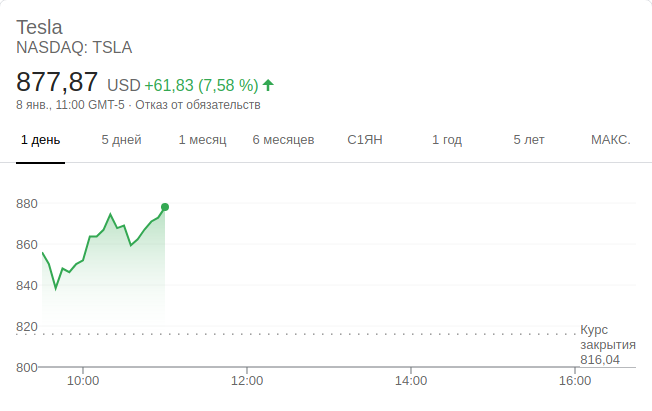 Tesla
NASDAQ: TSLA
877,87 USD +61,83 (7,58 %)
8 янв., 11:00 GMT-5 · Отказ от обязательств
1 день 5 дней 1 месяц 6 месяцев С1ЯН 1 год 5 лет МАКС.
880
860
840
820
800
Курс
закрытия
816,04
10:00 12:00 14:00 16:00